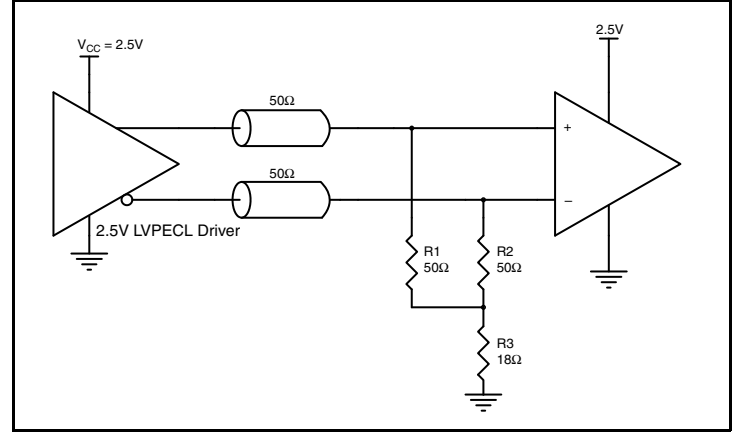 2.5V
V_CC = 2.5V
50Ω
+
50Ω
–
2.5V LVPECL Driver
R1
50Ω
R2
50Ω
R3
18Ω